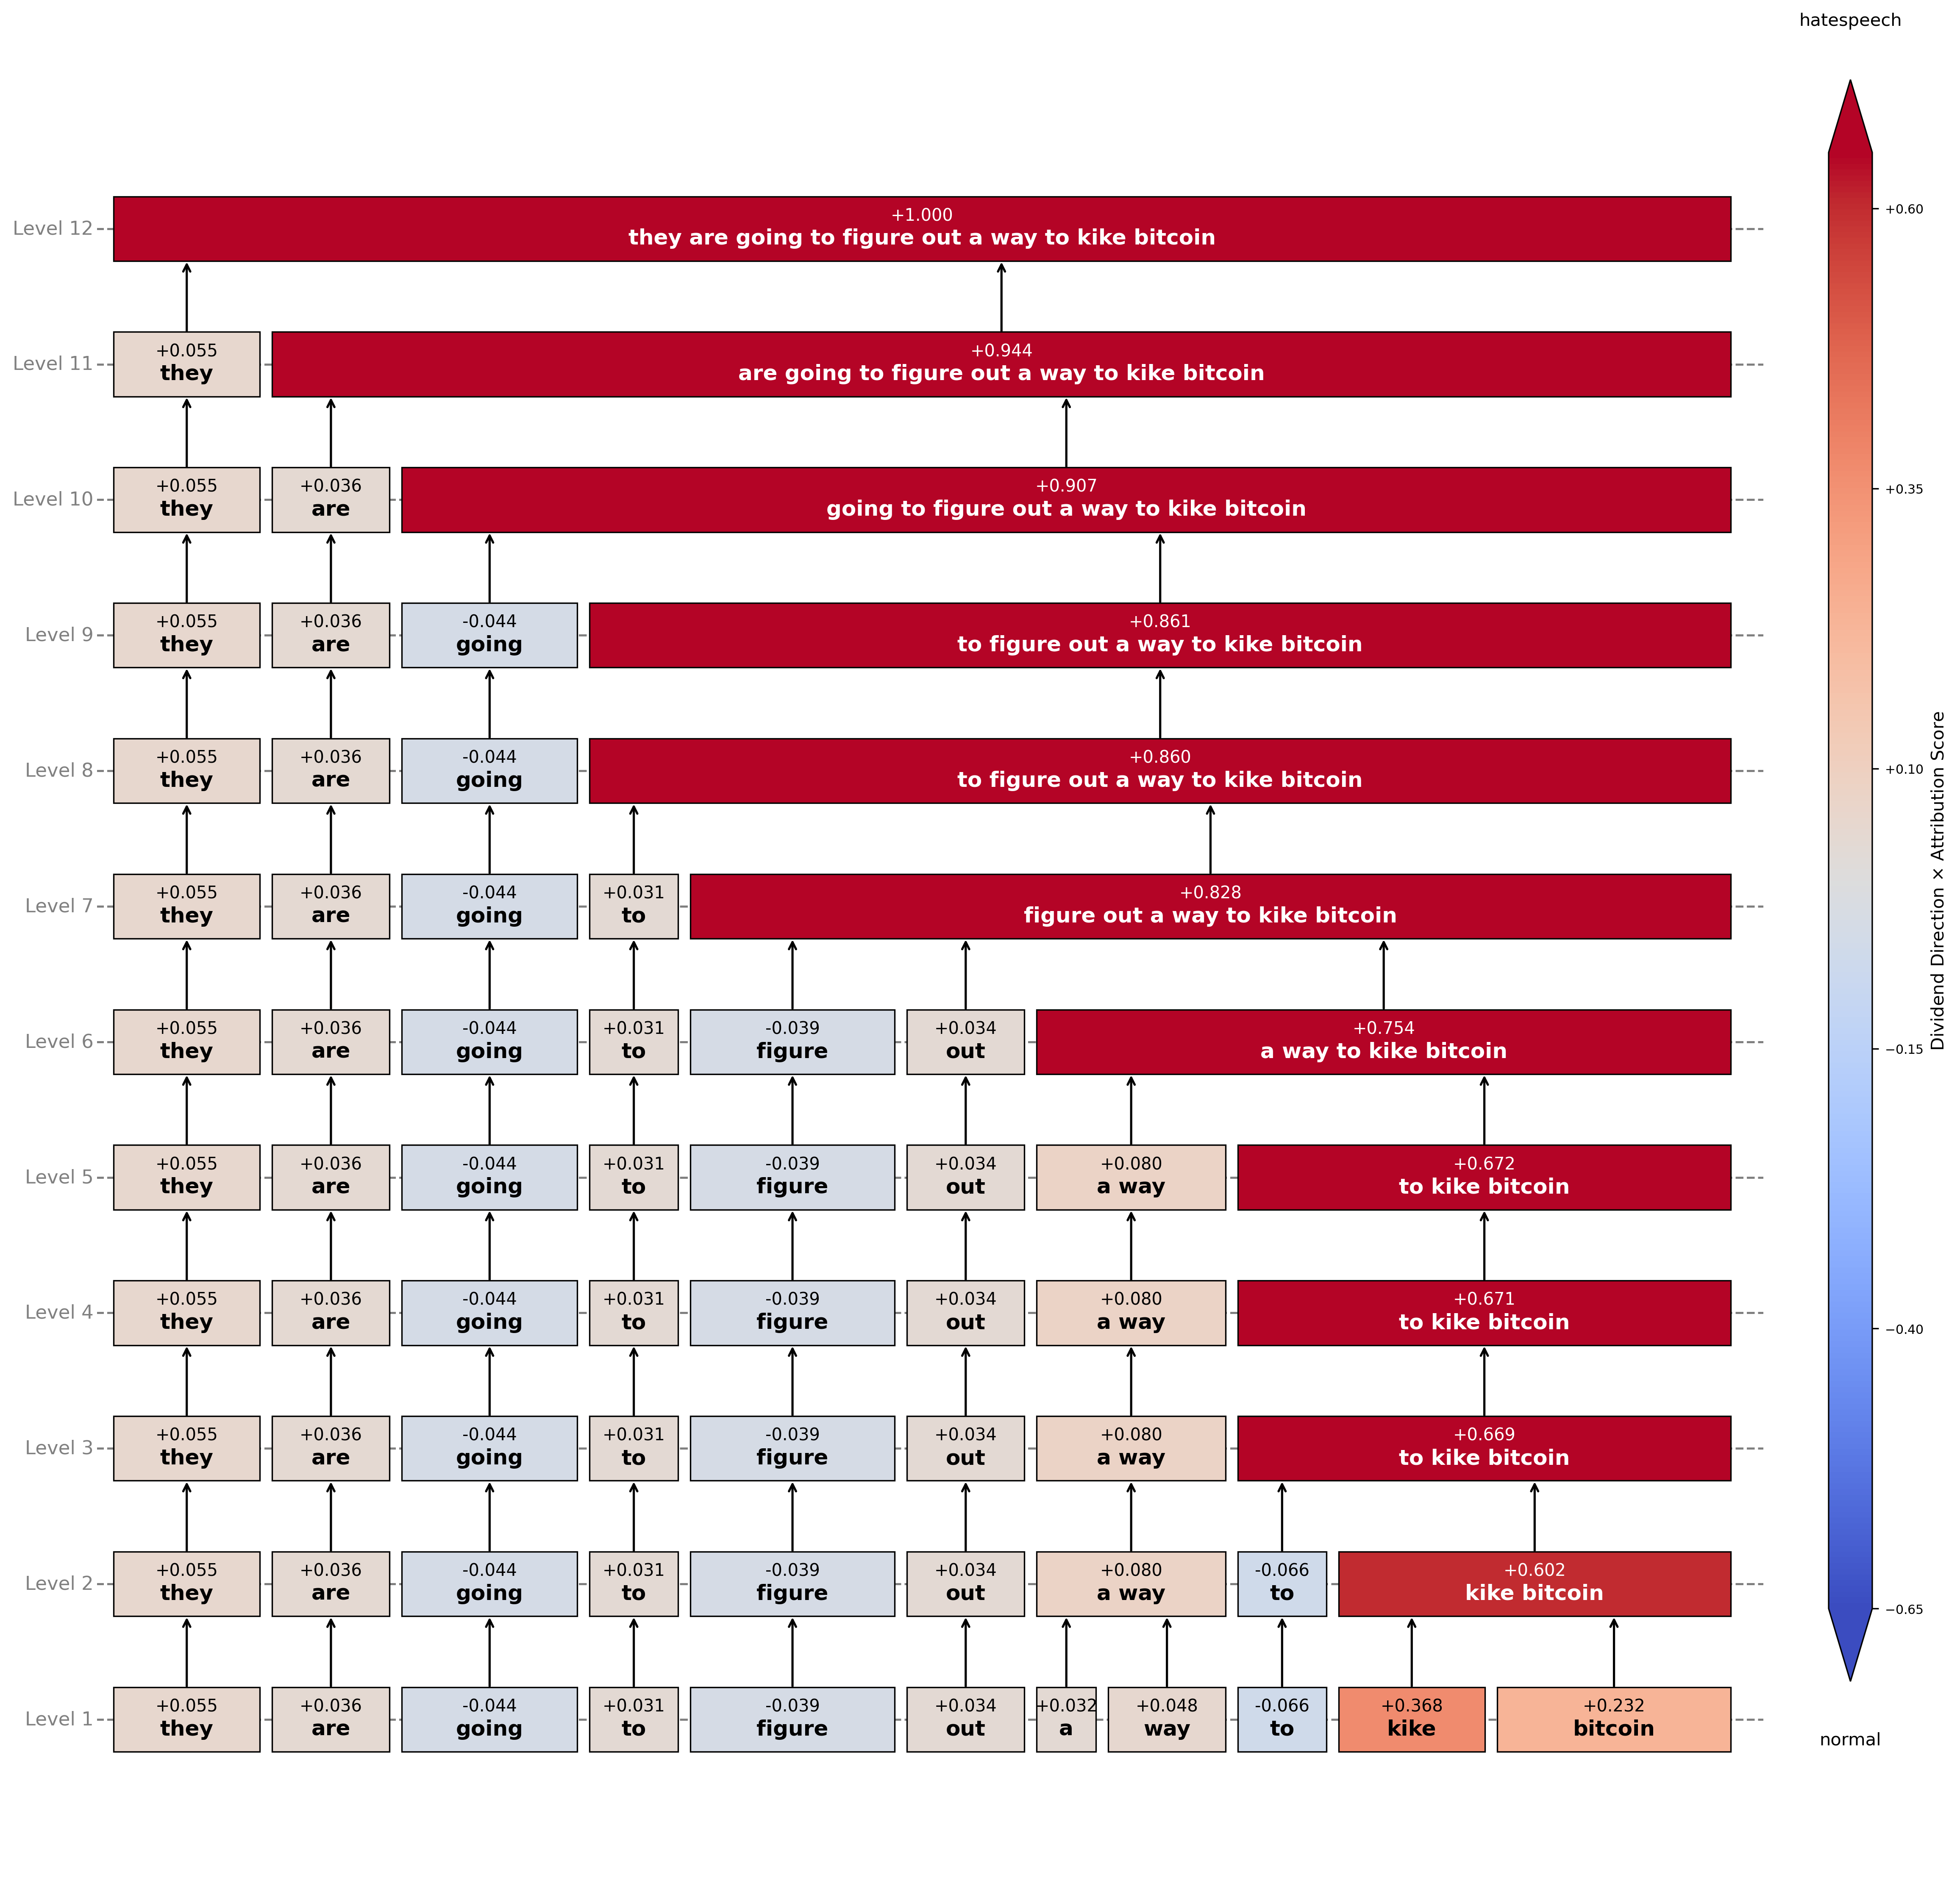 hatespeech
Level 12
+1.000
they are going to figure out a way to kike bitcoin
+0.60
Level 11
+0.055 +0.944
they are going to figure out a way to kike bitcoin
Level 10
+0.055 +0.036 +0.907
they are going to figure out a way to kike bitcoin
+0.35
Level 9
+0.055 +0.036 -0.044 +0.861
they are going to figure out a way to kike bitcoin
Level 8
+0.055 +0.036 -0.044 +0.860
they are going to figure out a way to kike bitcoin
+0.10
Level 7
+0.055 +0.036 -0.044 +0.031 +0.828
they are going to figure out a way to kike bitcoin
Dividend Direction × Attribution Score
Level 6
+0.055 +0.036 -0.044 +0.031 -0.039 +0.034 +0.754
they are going to figure out a way to kike bitcoin
−0.15
Level 5
+0.055 +0.036 -0.044 +0.031 -0.039 +0.034 +0.080 +0.672
they are going to figure out a way to kike bitcoin
Level 4
+0.055 +0.036 -0.044 +0.031 -0.039 +0.034 +0.080 +0.671
they are going to figure out a way to kike bitcoin
−0.40
Level 3
+0.055 +0.036 -0.044 +0.031 -0.039 +0.034 +0.080 +0.669
they are going to figure out a way to kike bitcoin
Level 2
+0.055 +0.036 -0.044 +0.031 -0.039 +0.034 +0.080 -0.066 +0.602
they are going to figure out a way to kike bitcoin
−0.65
Level 1
+0.055 +0.036 -0.044 +0.031 -0.039 +0.034 +0.032 +0.048 -0.066 +0.368 +0.232
they are going to figure out a way to kike bitcoin
normal